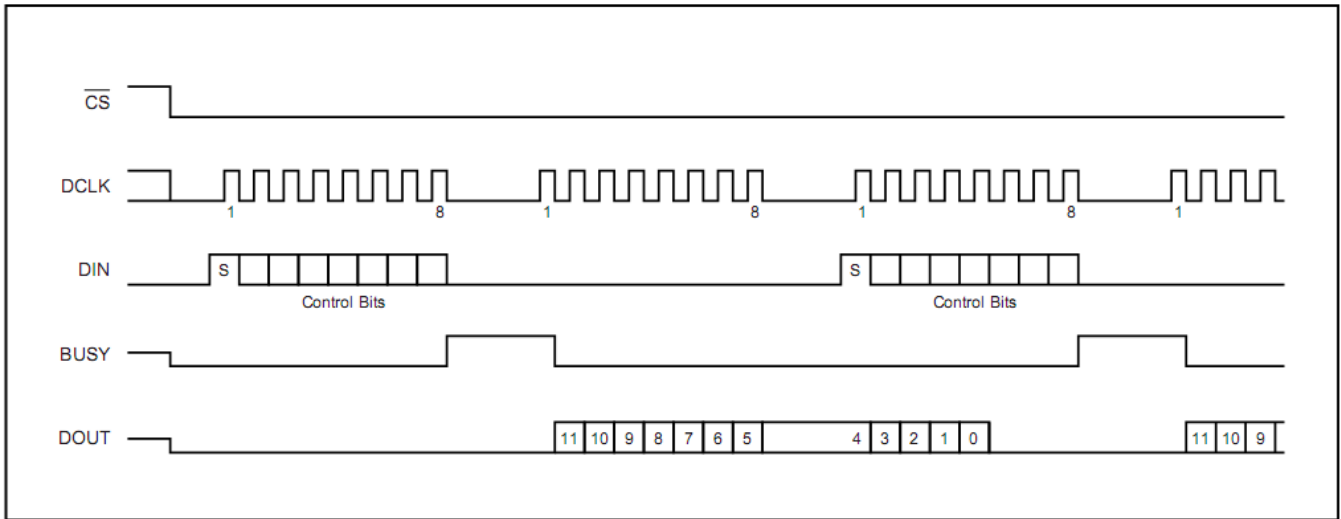 C̅S̅
DCLK
1 8 1 8 1 8 1
DIN
S S
Control Bits Control Bits
BUSY
DOUT
11 10 9 8 7 6 5 4 3 2 1 0 11 10 9